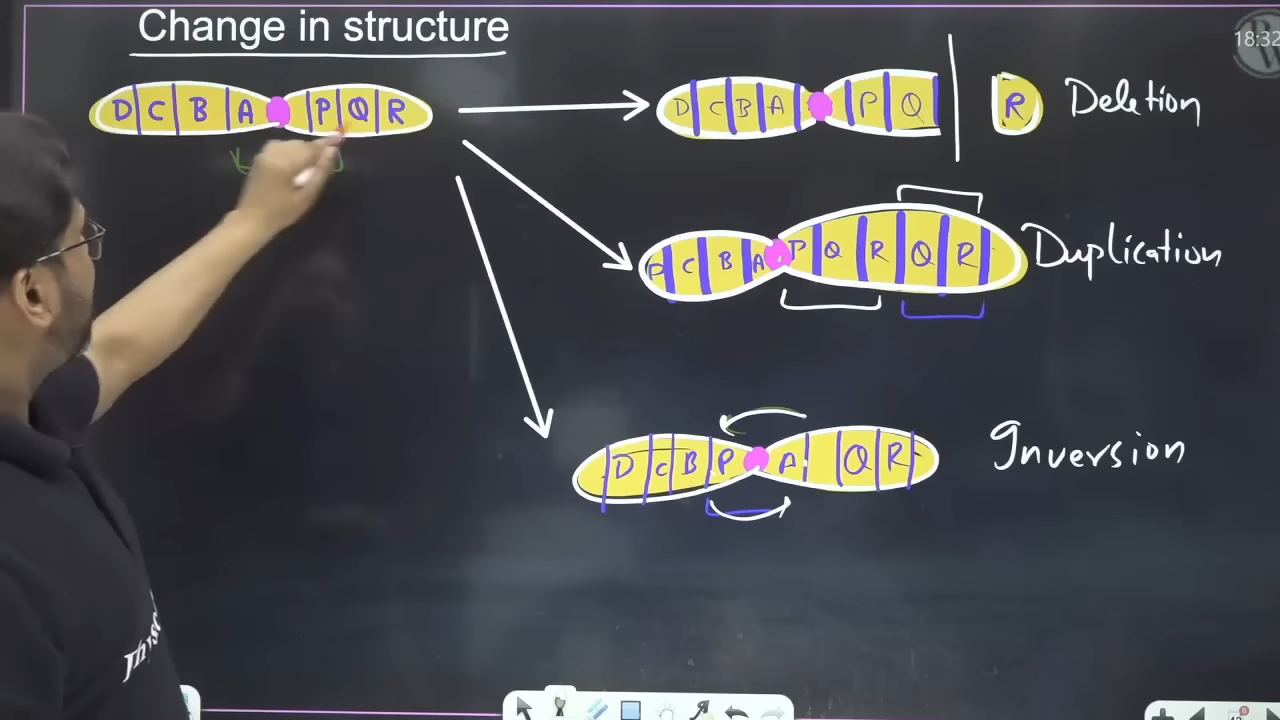 Change in structure
18:32
D C B A P Q R
D C B A P Q R Deletion
D C B A P Q R Q R Duplication
D C B P A Q R Inversion